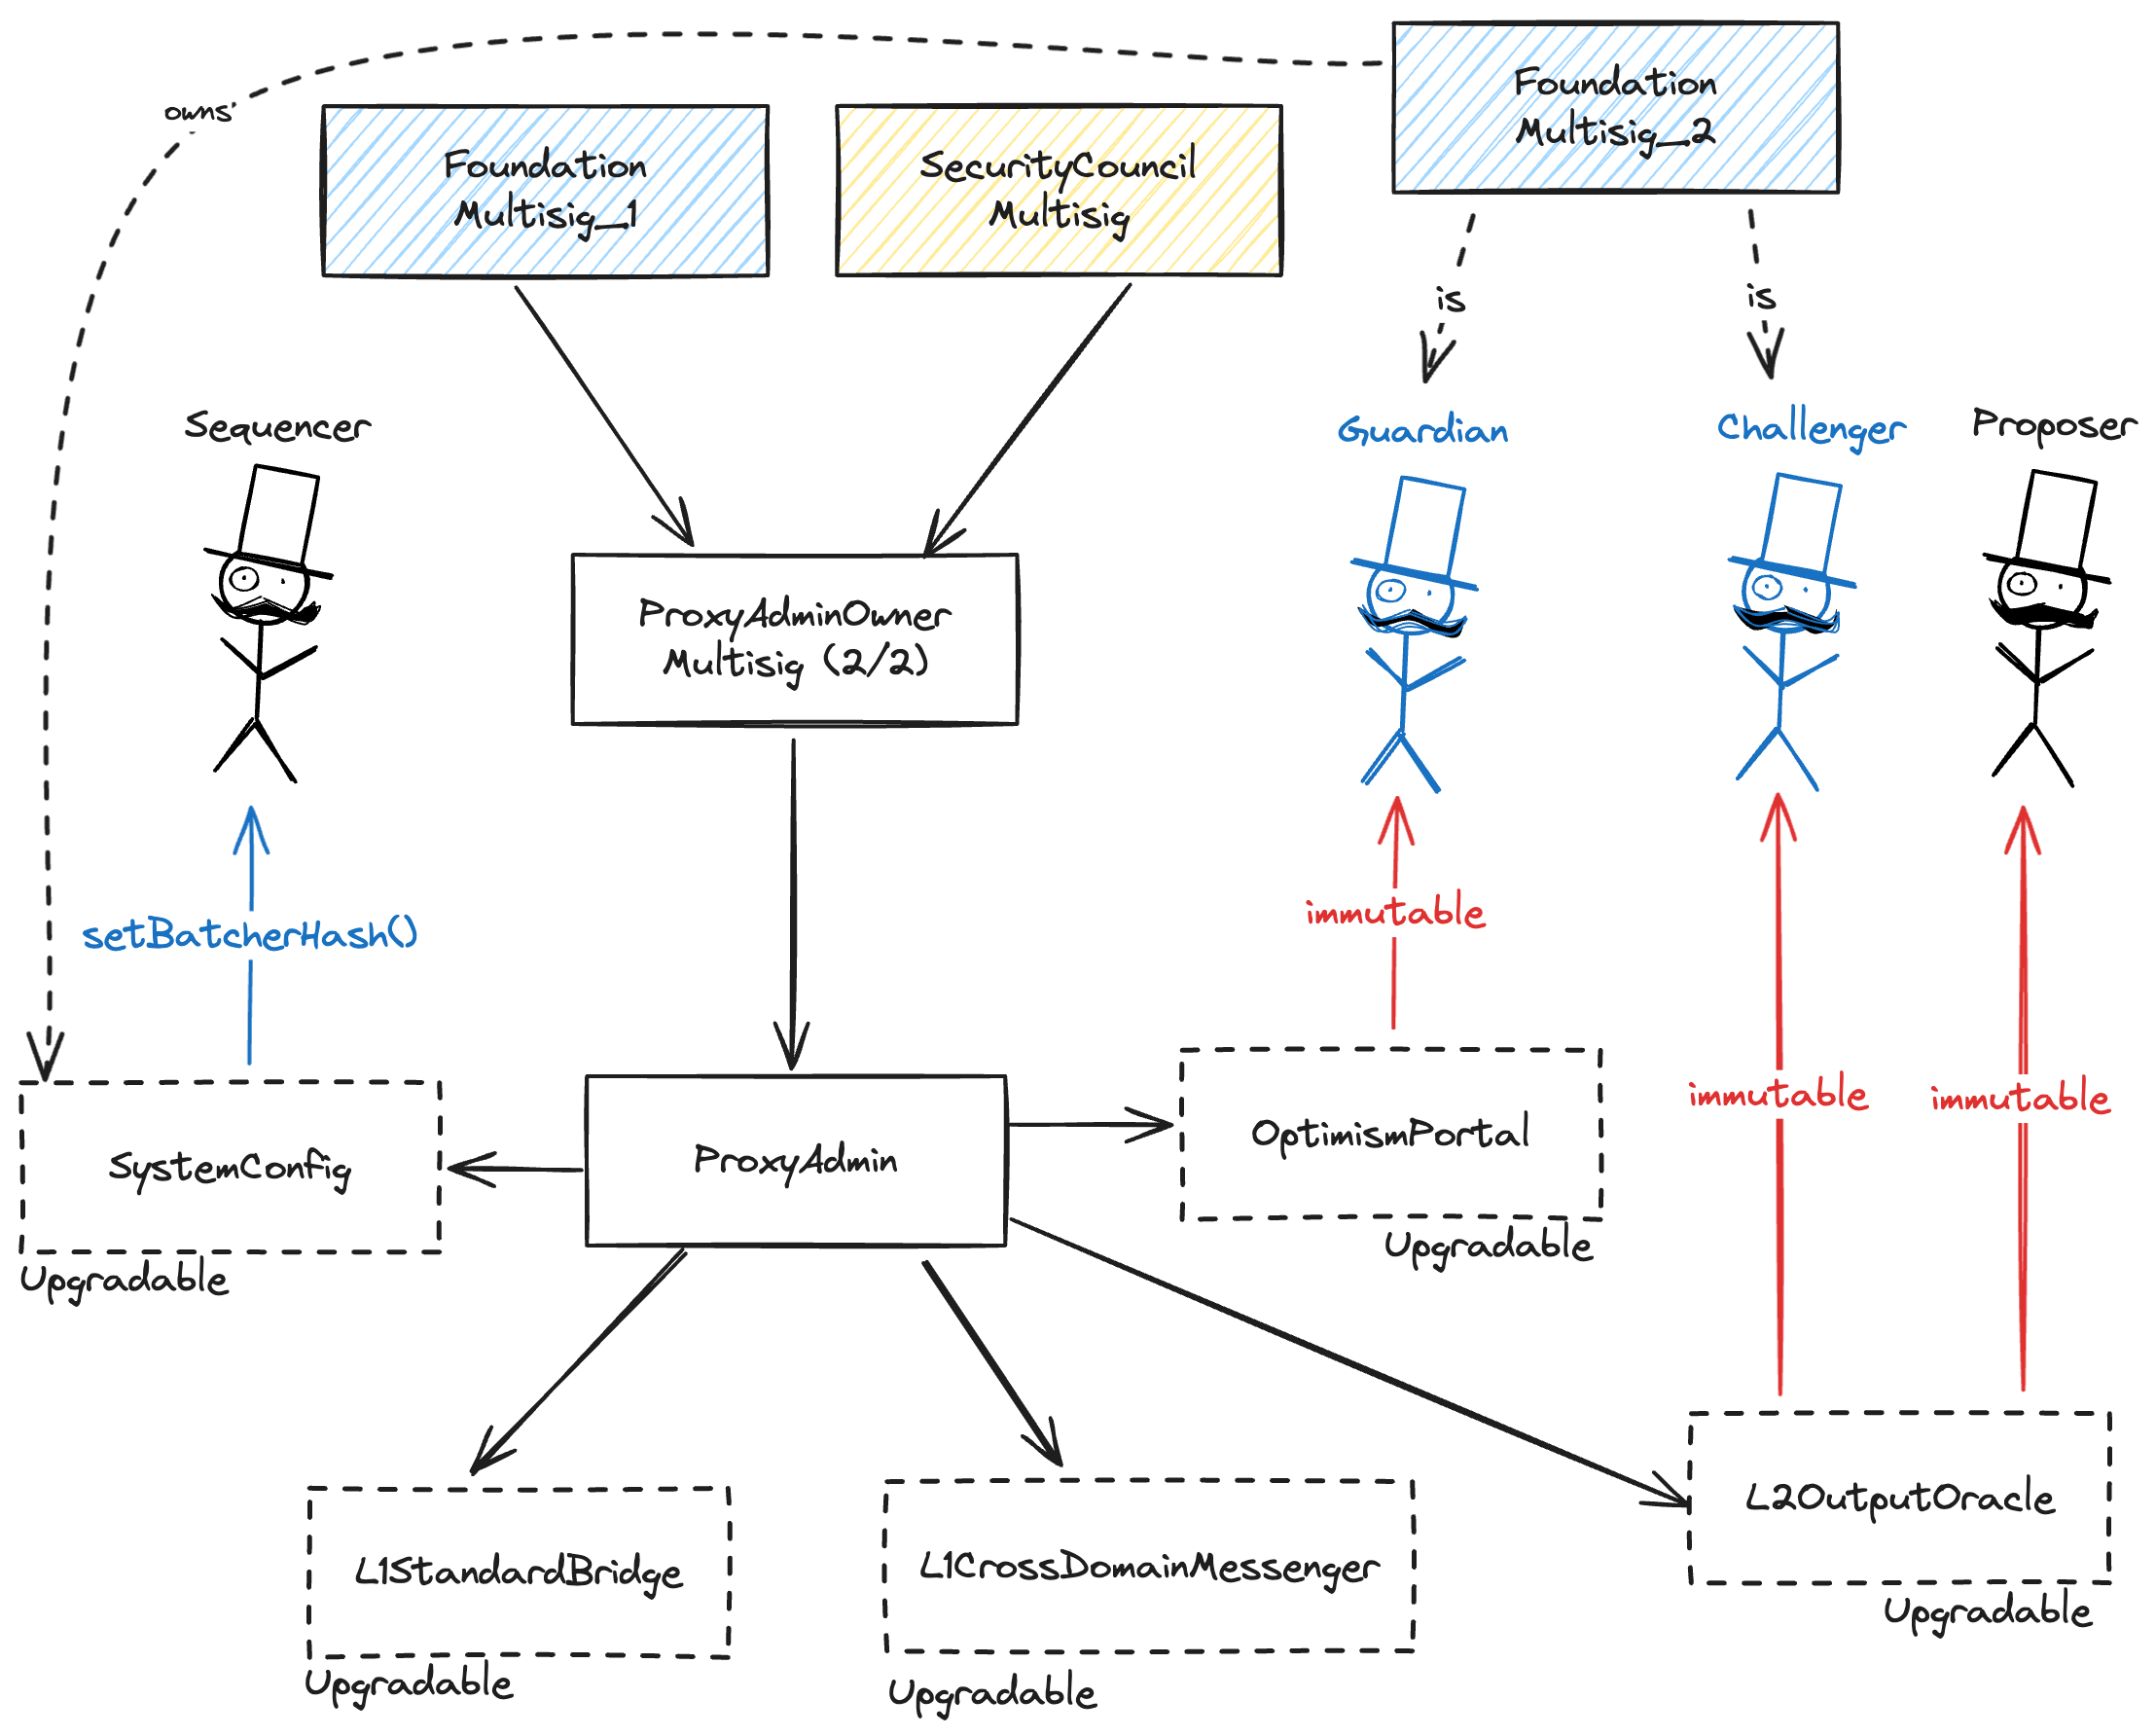 owns
Foundation
Multisig_1
SecurityCouncil
Multisig
Foundation
Multisig_2
is
is
Sequencer
Guardian
Challenger
Proposer
ProxyAdminOwner
Multisig (2/2)
setBatcherHash()
immutable
immutable
immutable
SystemConfig
Upgradable
ProxyAdmin
OptimismPortal
Upgradable
L1StandardBridge
Upgradable
L1CrossDomainMessenger
Upgradable
L2OutputOracle
Upgradable